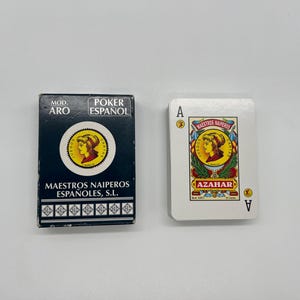 MOD.
ARO
POKER
ESPAÑOL
MAESTROS NAIPEROS
ESPAÑOLES, S.L.
A
MAESTROS NAIPEROS
AZAHAR
A